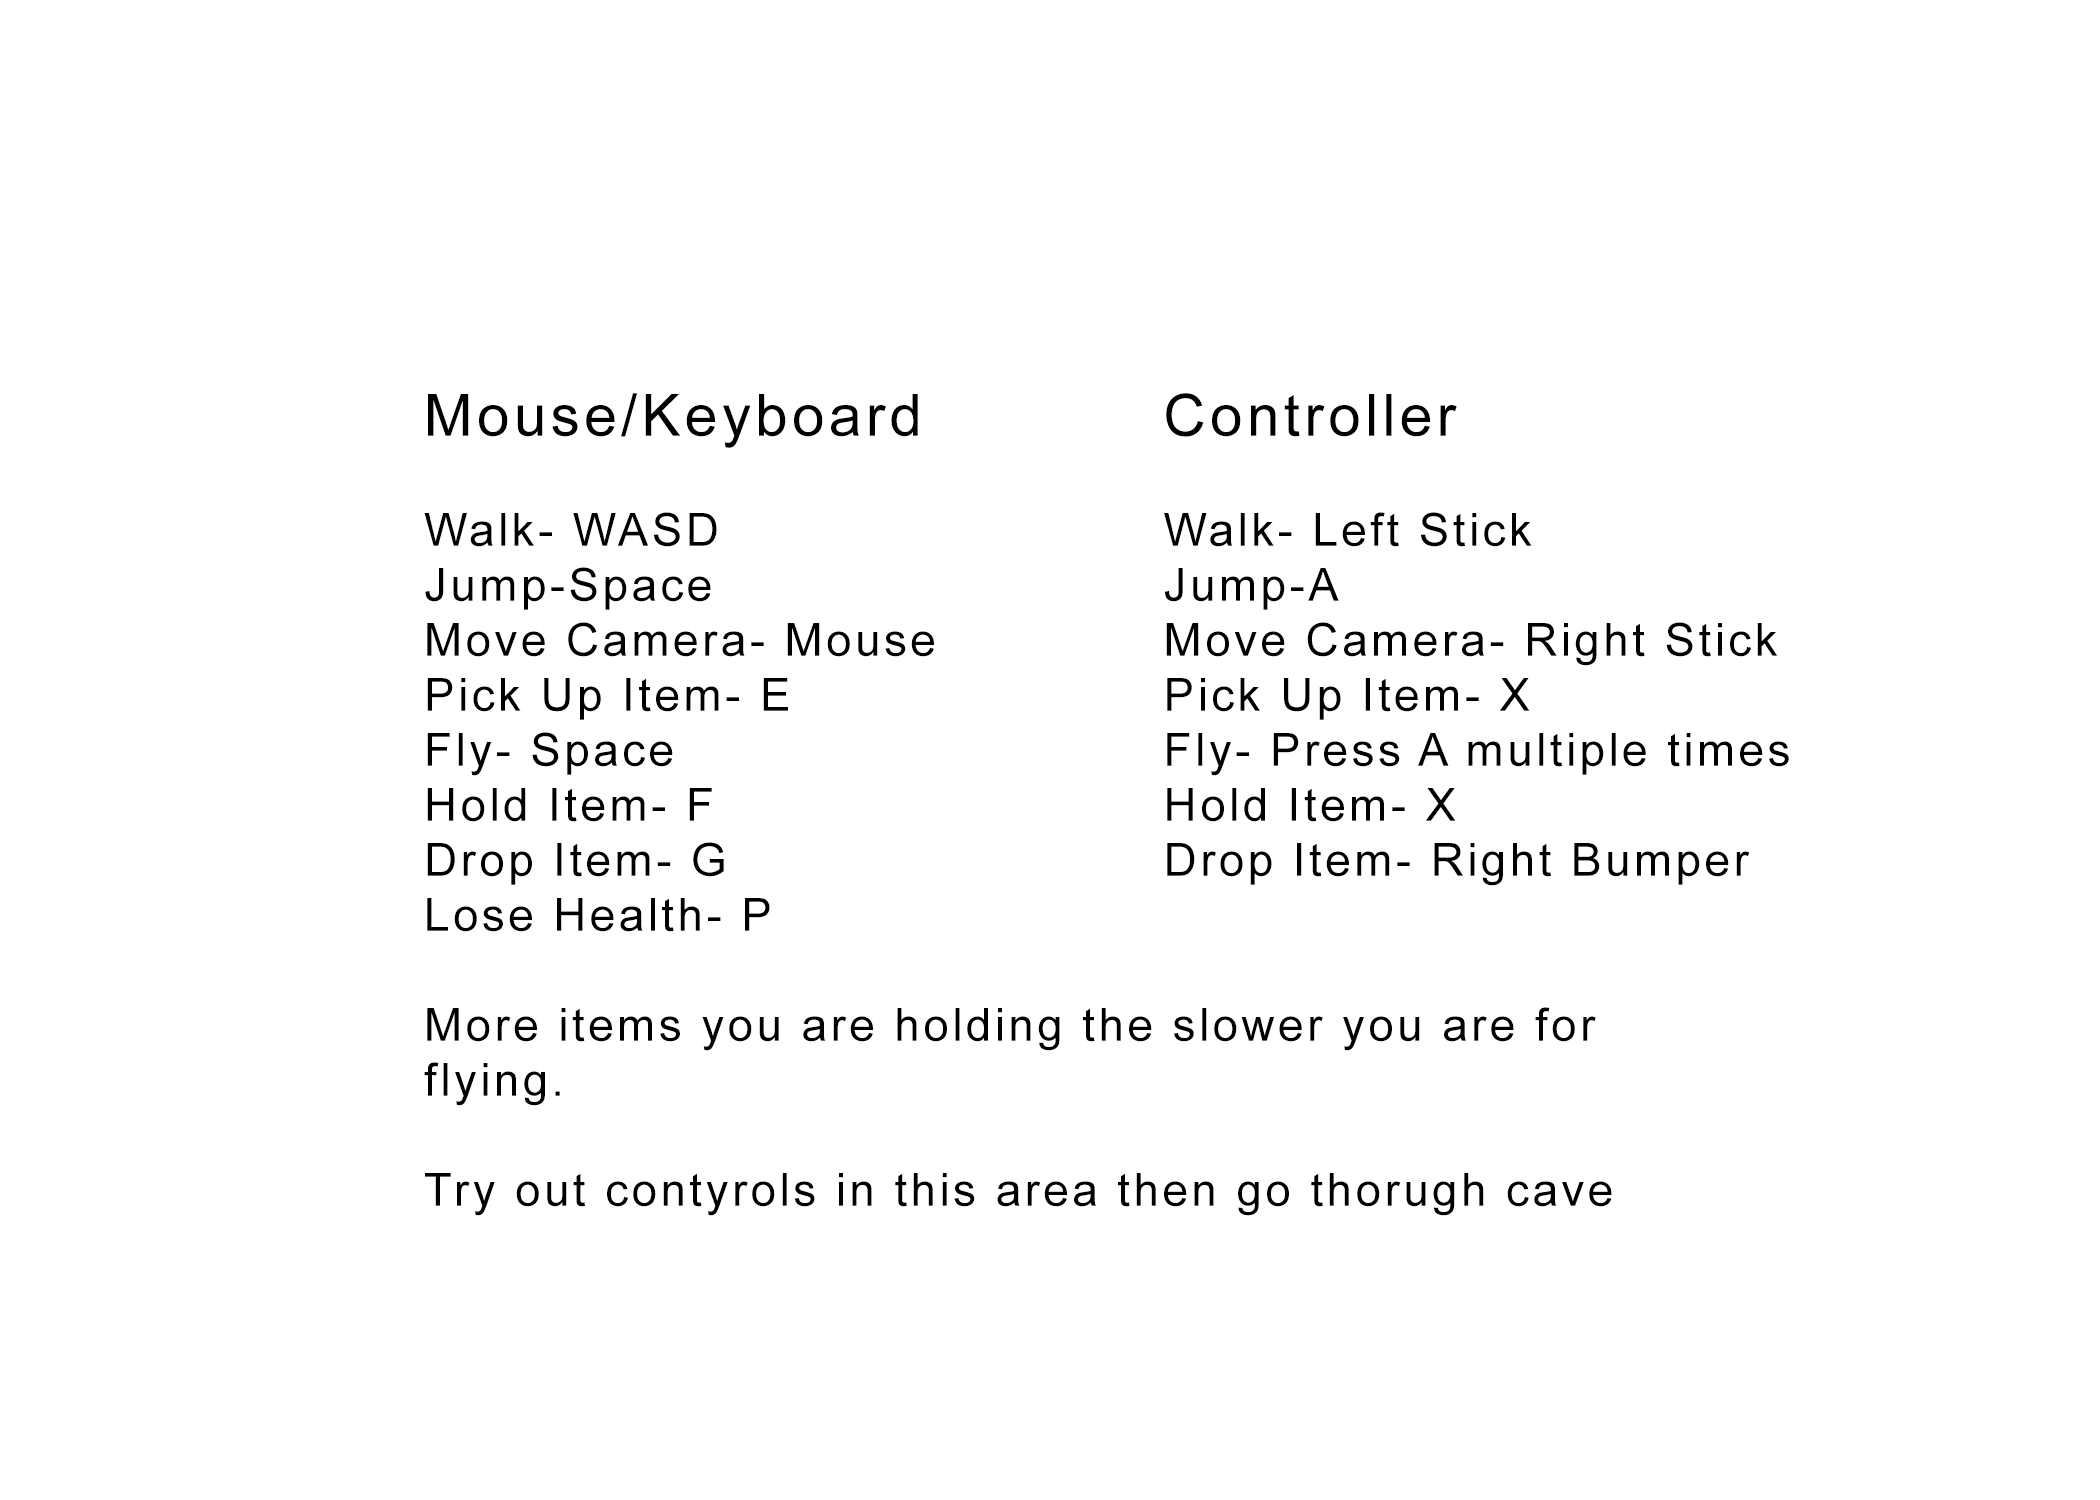 Mouse/Keyboard
Walk- WASD
Jump-Space
Move Camera- Mouse
Pick Up Item- E
Fly- Space
Hold Item- F
Drop Item- G
Lose Health- P
Controller
Walk- Left Stick
Jump-A
Move Camera- Right Stick
Pick Up Item- X
Fly- Press A multiple times
Hold Item- X
Drop Item- Right Bumper
More items you are holding the slower you are for
flying.
Try out contyrols in this area then go thorugh cave